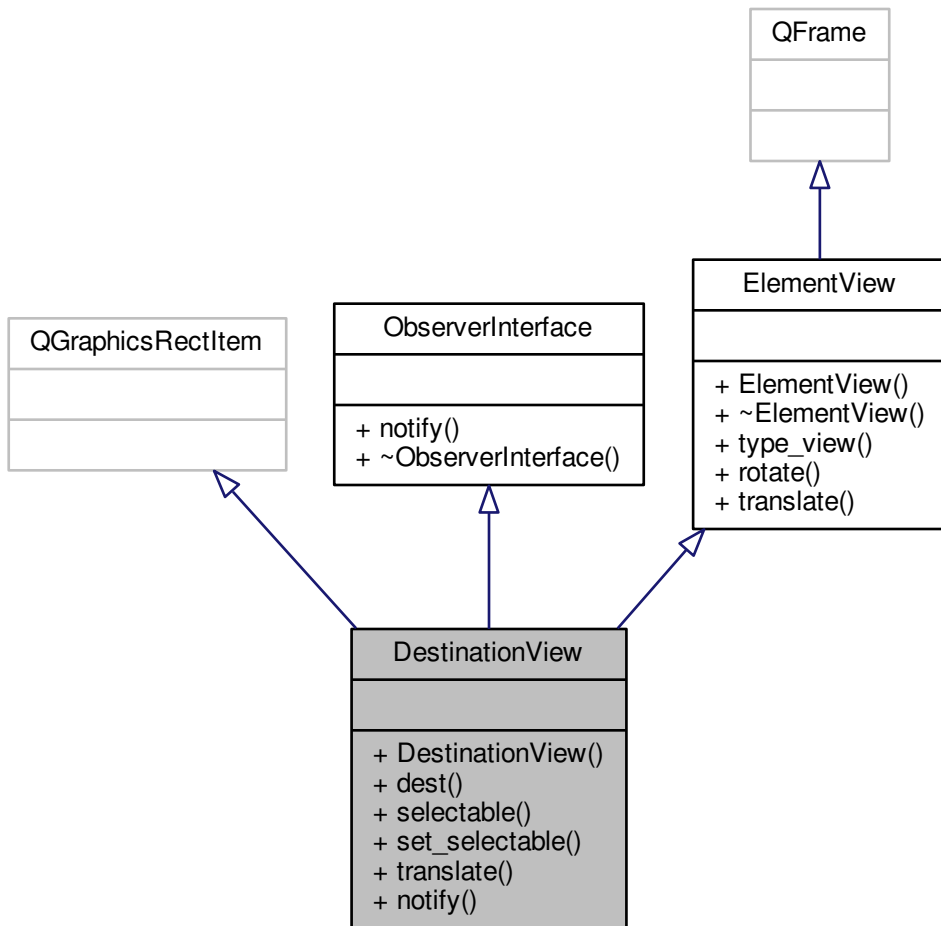 QFrame
ElementView
+ ElementView()
+ ~ElementView()
+ type_view()
+ rotate()
+ translate()
ObserverInterface
+ notify()
+ ~ObserverInterface()
QGraphicsRectItem
DestinationView
+ DestinationView()
+ dest()
+ selectable()
+ set_selectable()
+ translate()
+ notify()